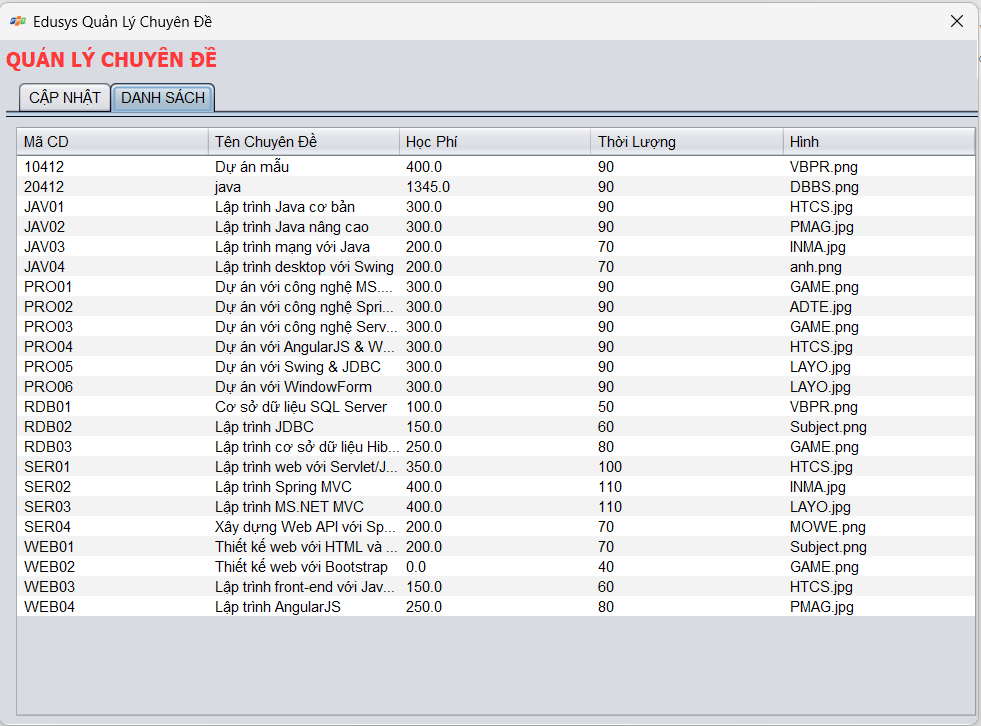 Edusys Quản Lý Chuyên Đề
QUẢN LÝ CHUYÊN ĐỀ
CẬP NHẬT DANH SÁCH
Mã CD Tên Chuyên Đề Học Phí Thời Lượng Hình
10412 Dự án mẫu 400.0 90 VBPR.png
20412 java 1345.0 90 DBBS.png
JAV01 Lập trình Java cơ bản 300.0 90 HTCS.jpg
JAV02 Lập trình Java nâng cao 300.0 90 PMAG.jpg
JAV03 Lập trình mạng với Java 200.0 70 INMA.jpg
JAV04 Lập trình desktop với Swing 200.0 70 anh.png
PRO01 Dự án với công nghệ MS.... 300.0 90 GAME.png
PRO02 Dự án với công nghệ Spri... 300.0 90 ADTE.jpg
PRO03 Dự án với công nghệ Serv... 300.0 90 GAME.png
PRO04 Dự án với AngularJS & W... 300.0 90 HTCS.jpg
PRO05 Dự án với Swing & JDBC 300.0 90 LAYO.jpg
PRO06 Dự án với WindowForm 300.0 90 LAYO.jpg
RDB01 Cơ sở dữ liệu SQL Server 100.0 50 VBPR.png
RDB02 Lập trình JDBC 150.0 60 Subject.png
RDB03 Lập trình cơ sở dữ liệu Hib... 250.0 80 GAME.png
SER01 Lập trình web với Servlet/J... 350.0 100 HTCS.jpg
SER02 Lập trình Spring MVC 400.0 110 INMA.jpg
SER03 Lập trình MS.NET MVC 400.0 110 LAYO.jpg
SER04 Xây dựng Web API với Sp... 200.0 70 MOWE.png
WEB01 Thiết kế web với HTML và ... 200.0 70 Subject.png
WEB02 Thiết kế web với Bootstrap 0.0 40 GAME.png
WEB03 Lập trình front-end với Jav... 150.0 60 HTCS.jpg
WEB04 Lập trình AngularJS 250.0 80 PMAG.jpg